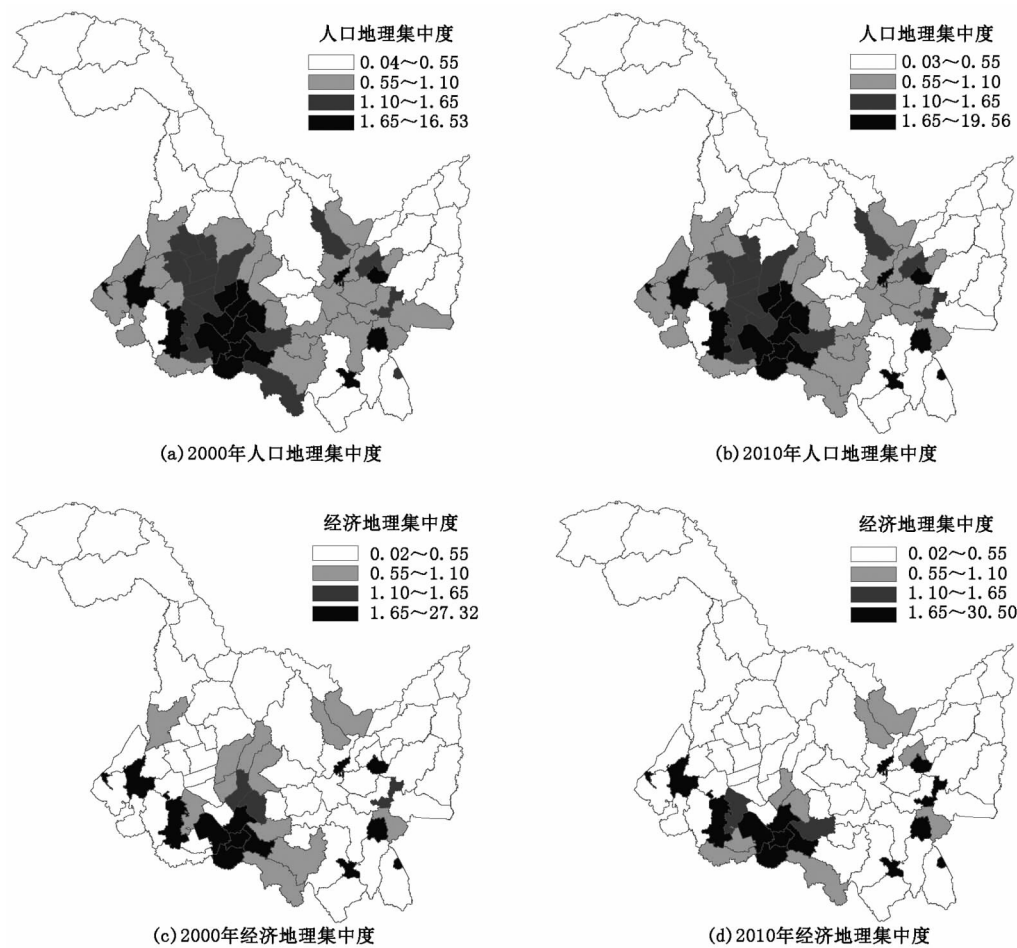 人口地理集中度
0.04～0.55
0.55～1.10
1.10～1.65
1.65～16.53
(a)2000年人口地理集中度
人口地理集中度
0.03～0.55
0.55～1.10
1.10～1.65
1.65～19.56
(b)2010年人口地理集中度
经济地理集中度
0.02～0.55
0.55～1.10
1.10～1.65
1.65～27.32
(c)2000年经济地理集中度
经济地理集中度
0.02～0.55
0.55～1.10
1.10～1.65
1.65～30.50
(d)2010年经济地理集中度